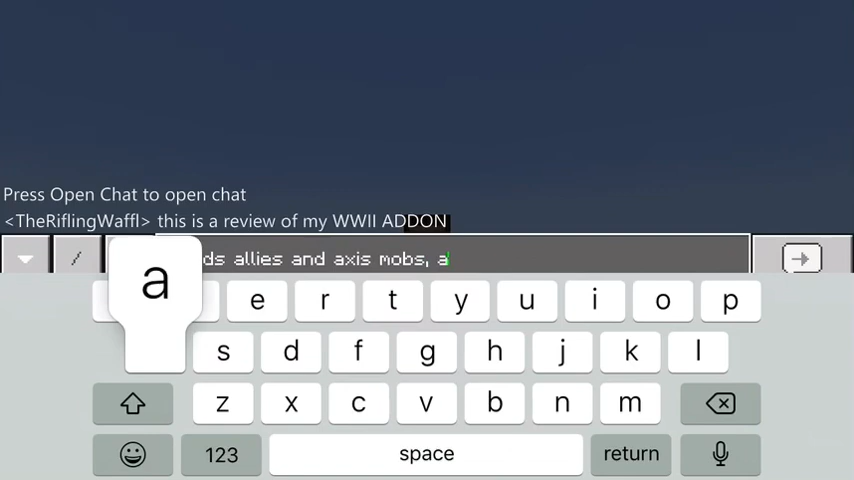 Press Open Chat to open chat
<TheRiflingWaffl> this is a review of my WWII ADDON
/ ds allies and axis mobs, a
a
e r t y u i o p
s d f g h j k l
z x c v b n m
123 space return